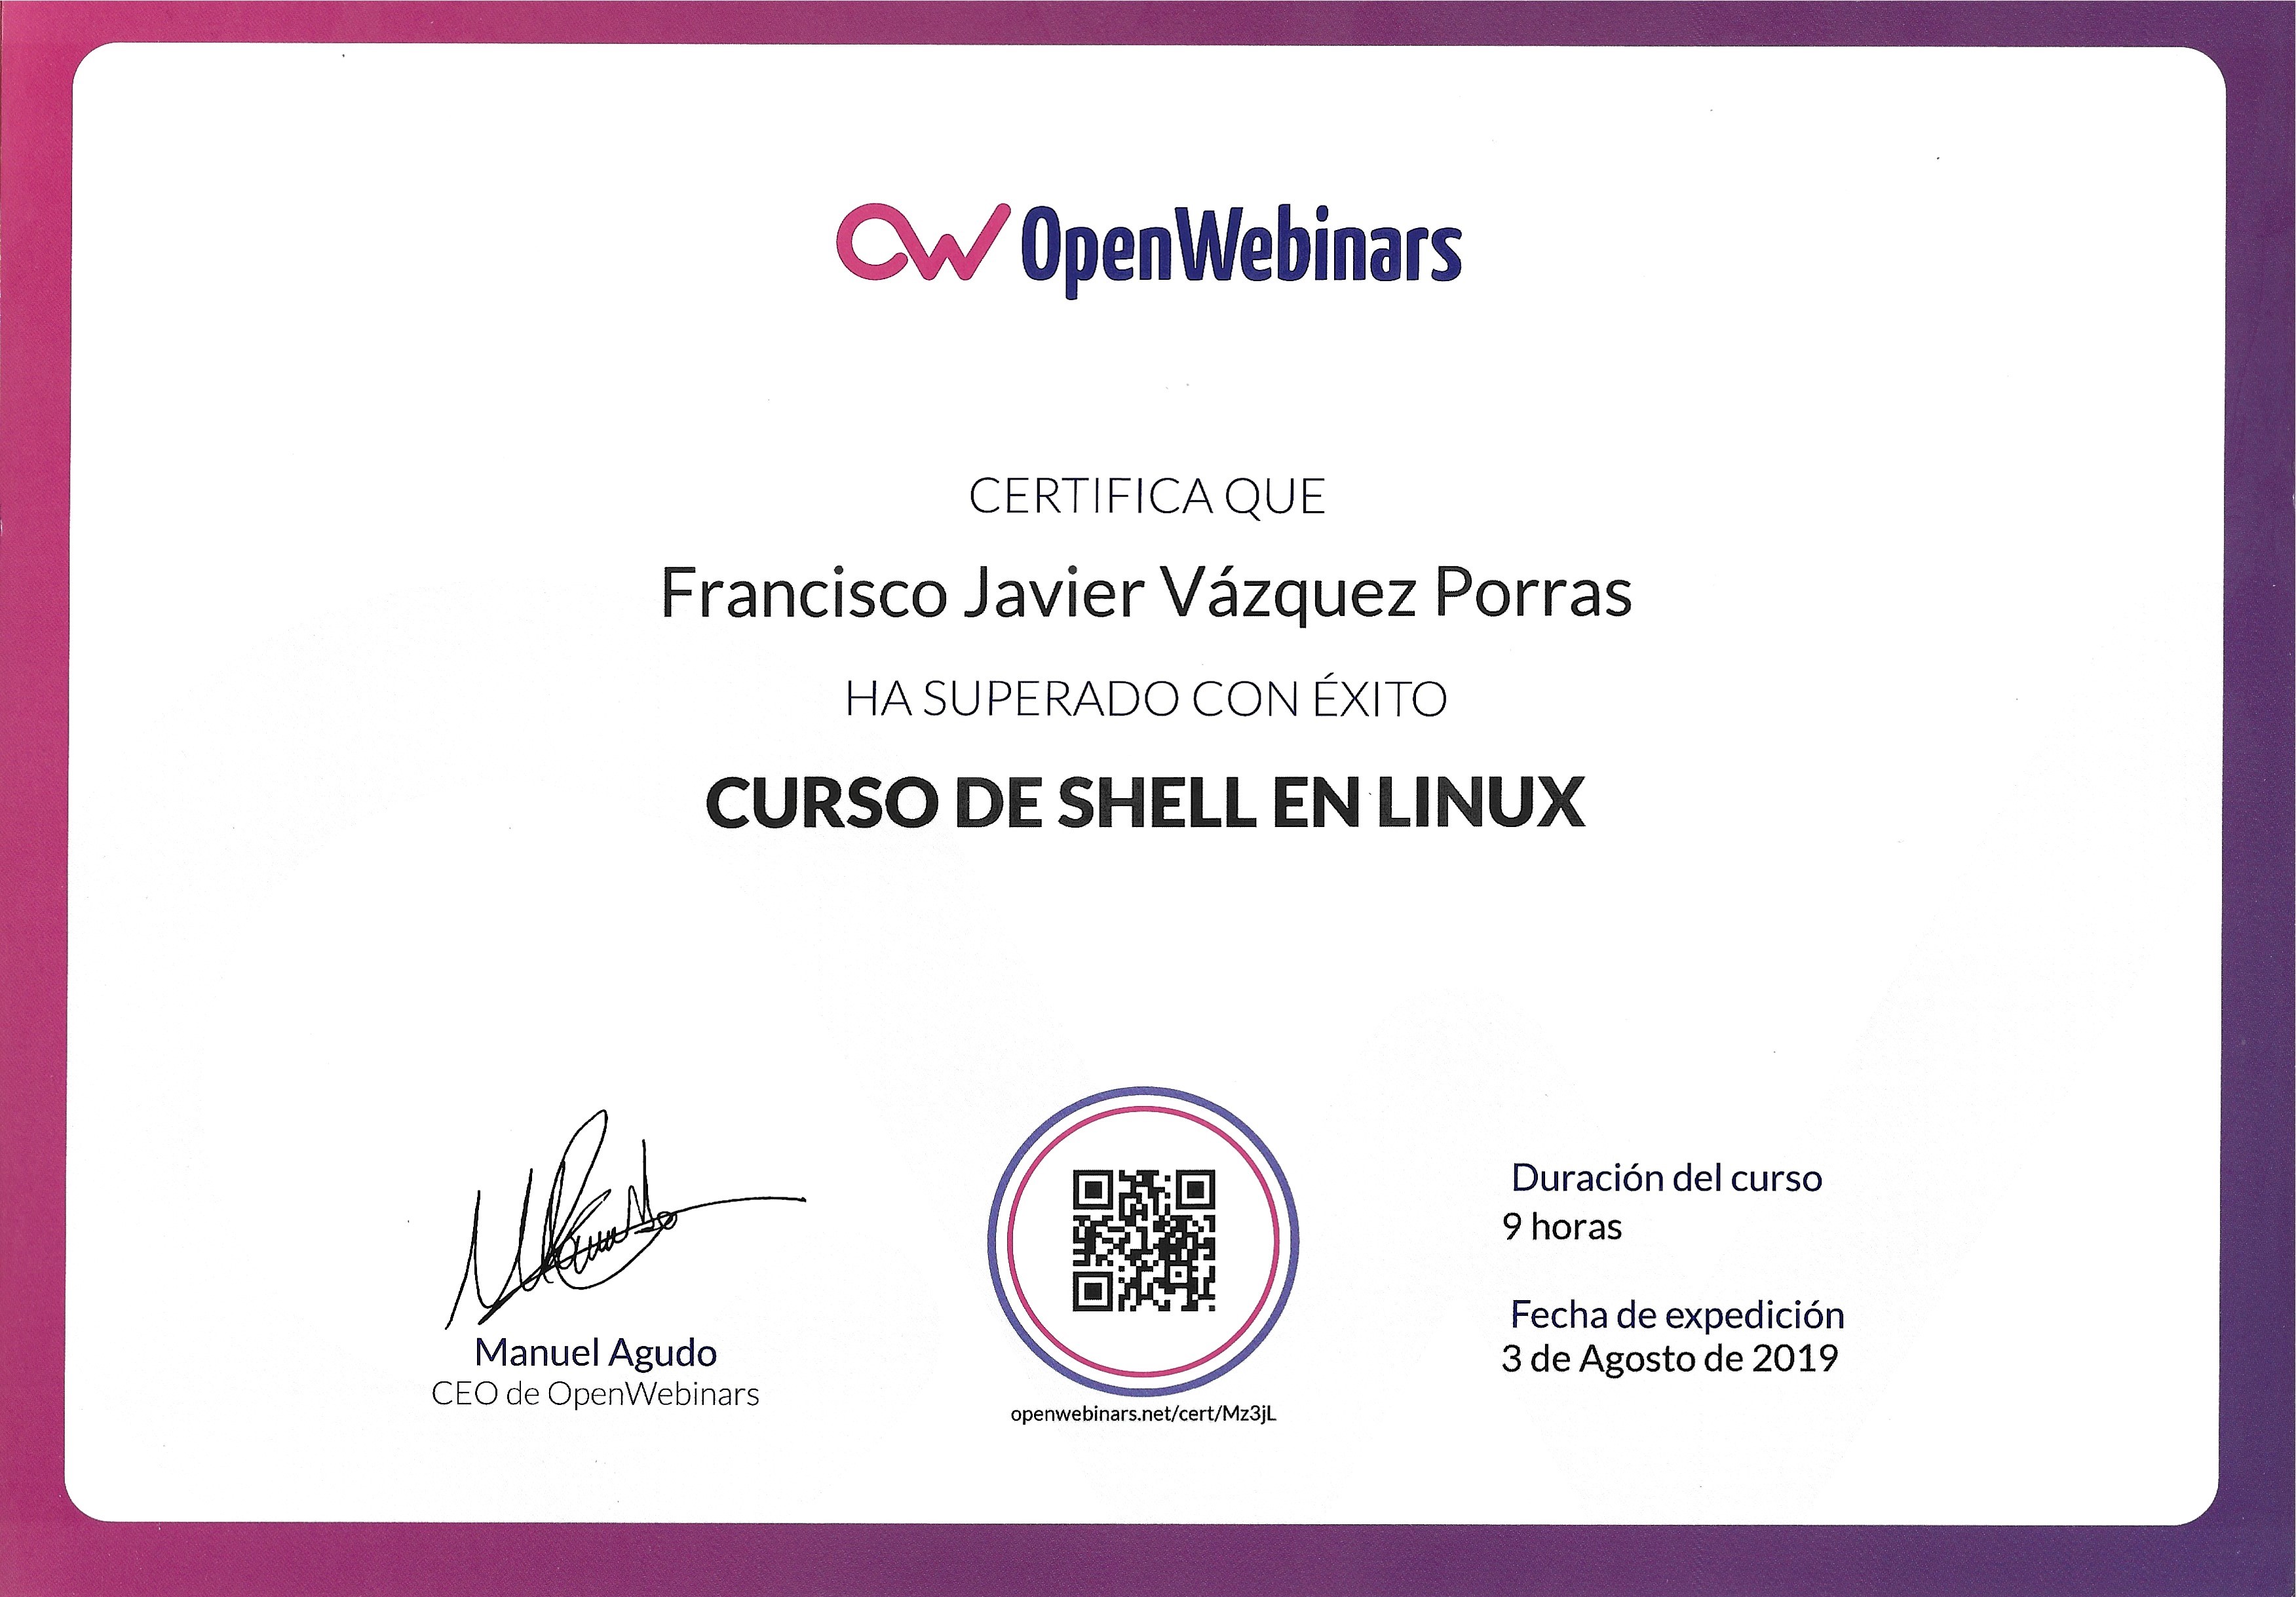 OpenWebinars
CERTIFICA QUE
Francisco Javier Vázquez Porras
HA SUPERADO CON ÉXITO
CURSO DE SHELL EN LINUX
Manuel Agudo
CEO de OpenWebinars
openwebinars.net/cert/Mz3jL
Duración del curso
9 horas
Fecha de expedición
3 de Agosto de 2019